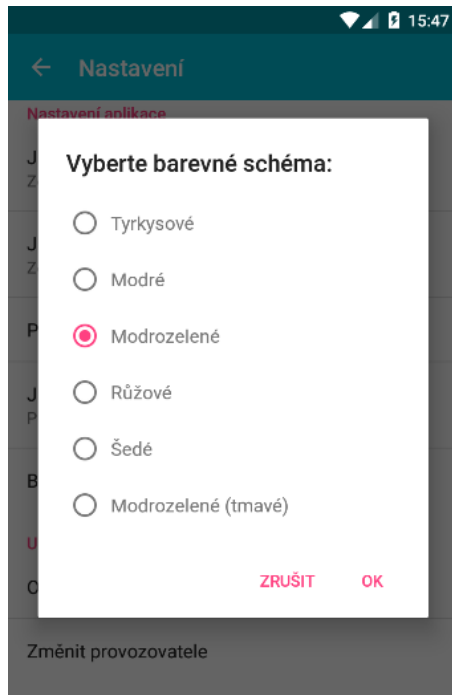 15:47
Nastavení
Nastavení aplikace
Vyberte barevné schéma:
Tyrkysové
Modré
Modrozelené
Růžové
Šedé
Modrozelené (tmavé)
ZRUŠIT OK
Změnit provozovatele